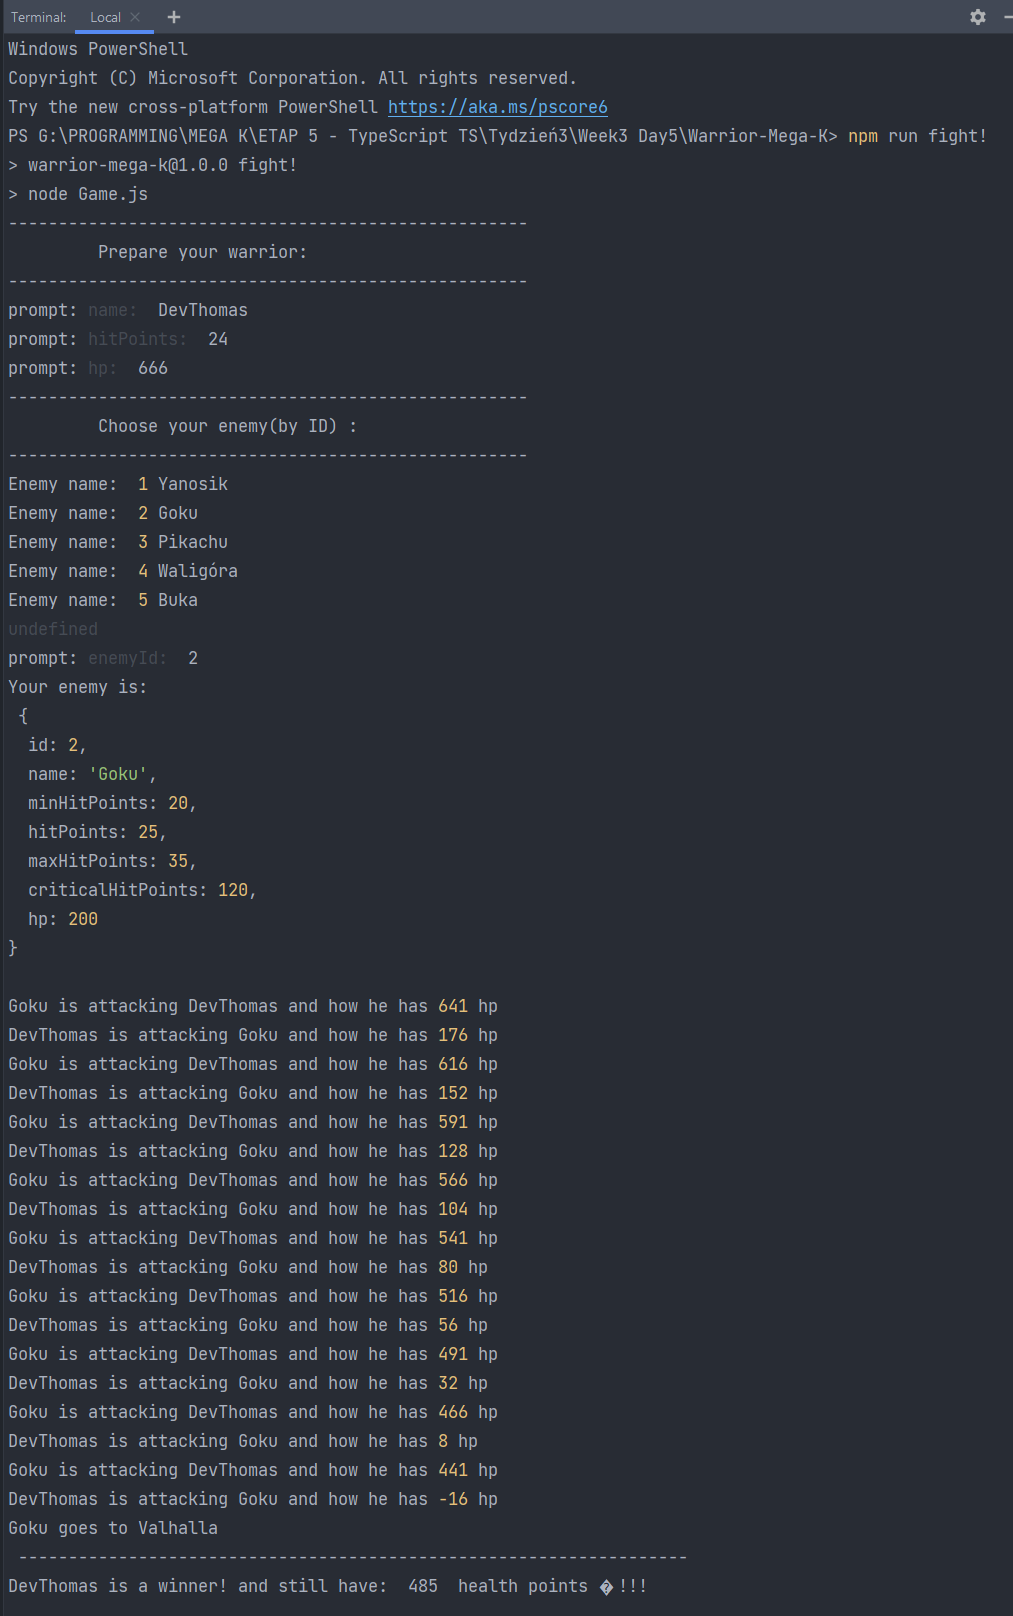 Terminal: Local × +
Windows PowerShell
Copyright (C) Microsoft Corporation. All rights reserved.
Try the new cross-platform PowerShell https://aka.ms/pscore6
PS G:\PROGRAMMING\MEGA K\ETAP 5 - TypeScript TS\Tydzień3\Week3 Day5\Warrior-Mega-K> npm run fight!
> warrior-mega-k@1.0.0 fight!
> node Game.js
----------------------------------------------------
Prepare your warrior:
----------------------------------------------------
prompt: name:  DevThomas
prompt: hitPoints:  24
prompt: hp:  666
----------------------------------------------------
Choose your enemy(by ID) :
----------------------------------------------------
Enemy name:  1 Yanosik
Enemy name:  2 Goku
Enemy name:  3 Pikachu
Enemy name:  4 Waligóra
Enemy name:  5 Buka
undefined
prompt: enemyId:  2
Your enemy is:
{
id: 2,
name: 'Goku',
minHitPoints: 20,
hitPoints: 25,
maxHitPoints: 35,
criticalHitPoints: 120,
hp: 200
}
Goku is attacking DevThomas and how he has 641 hp
DevThomas is attacking Goku and how he has 176 hp
Goku is attacking DevThomas and how he has 616 hp
DevThomas is attacking Goku and how he has 152 hp
Goku is attacking DevThomas and how he has 591 hp
DevThomas is attacking Goku and how he has 128 hp
Goku is attacking DevThomas and how he has 566 hp
DevThomas is attacking Goku and how he has 104 hp
Goku is attacking DevThomas and how he has 541 hp
DevThomas is attacking Goku and how he has 80 hp
Goku is attacking DevThomas and how he has 516 hp
DevThomas is attacking Goku and how he has 56 hp
Goku is attacking DevThomas and how he has 491 hp
DevThomas is attacking Goku and how he has 32 hp
Goku is attacking DevThomas and how he has 466 hp
DevThomas is attacking Goku and how he has 8 hp
Goku is attacking DevThomas and how he has 441 hp
DevThomas is attacking Goku and how he has -16 hp
Goku goes to Valhalla
-------------------------------------------------------------------
DevThomas is a winner! and still have:  485  health points �!!!